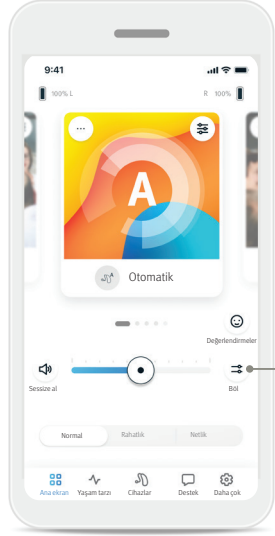 9:41
100% L
R 100%
A
Otomatik
Değerlendirmeler
Sessize al
Böl
Normal
Rahatlık
Netlik
Ana ekran
Yaşam tarzı
Cihazlar
Destek
Daha çok